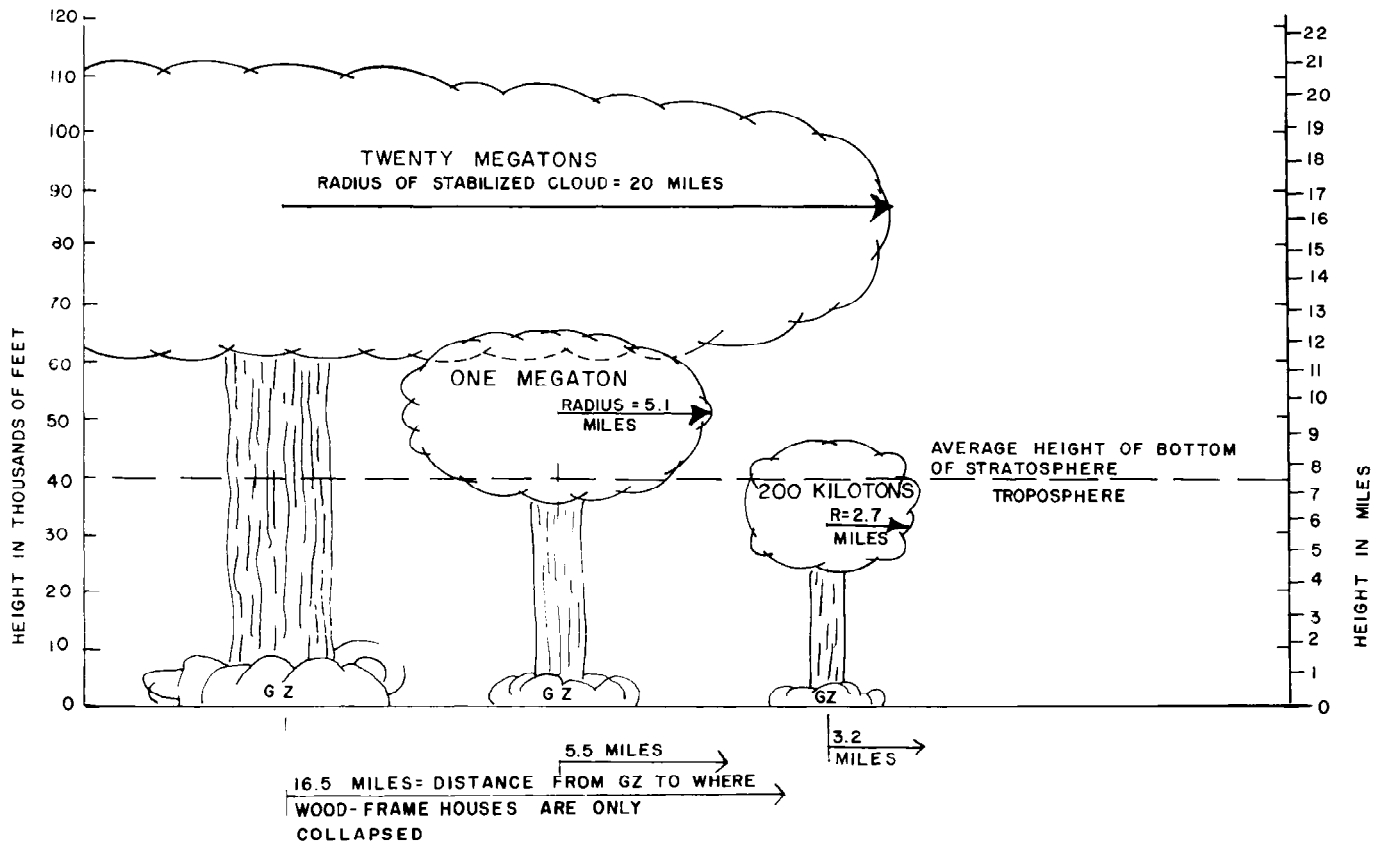 HEIGHT IN THOUSANDS OF FEET
120
110
100
90
80
70
60
50
40
30
20
10
0
TWENTY MEGATONS
RADIUS OF STABILIZED CLOUD = 20 MILES
ONE MEGATON
RADIUS = 5.1
MILES
200 KILOTONS
R=2.7
MILES
AVERAGE HEIGHT OF BOTTOM
OF STRATOSPHERE
TROPOSPHERE
GZ
GZ
GZ
22
21
20
19
18
17
16
15
14
13
12
11
10
9
8
7
6
5
4
3
2
1
0
HEIGHT IN MILES
3.2
MILES
5.5 MILES
16.5 MILES= DISTANCE FROM GZ TO WHERE
WOOD-FRAME HOUSES ARE ONLY
COLLAPSED